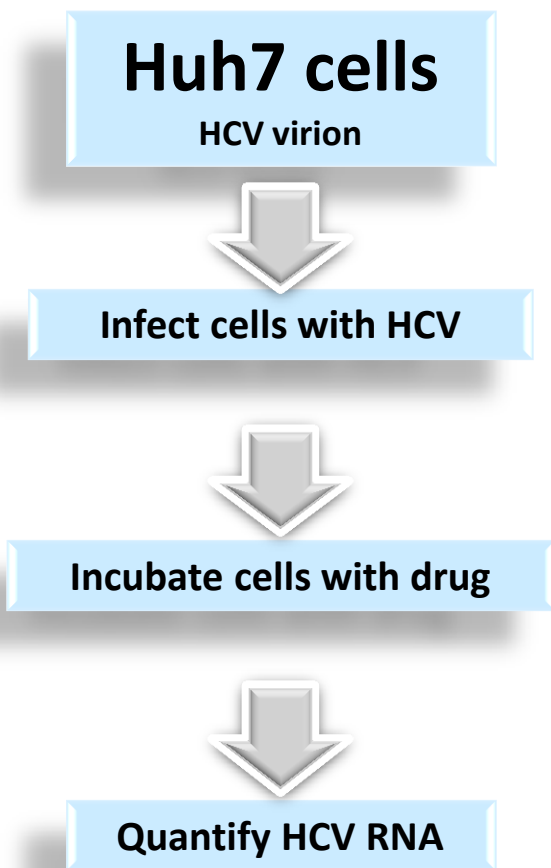 Huh7 cells
HCV virion
Infect cells with HCV
Incubate cells with drug
Quantify HCV RNA